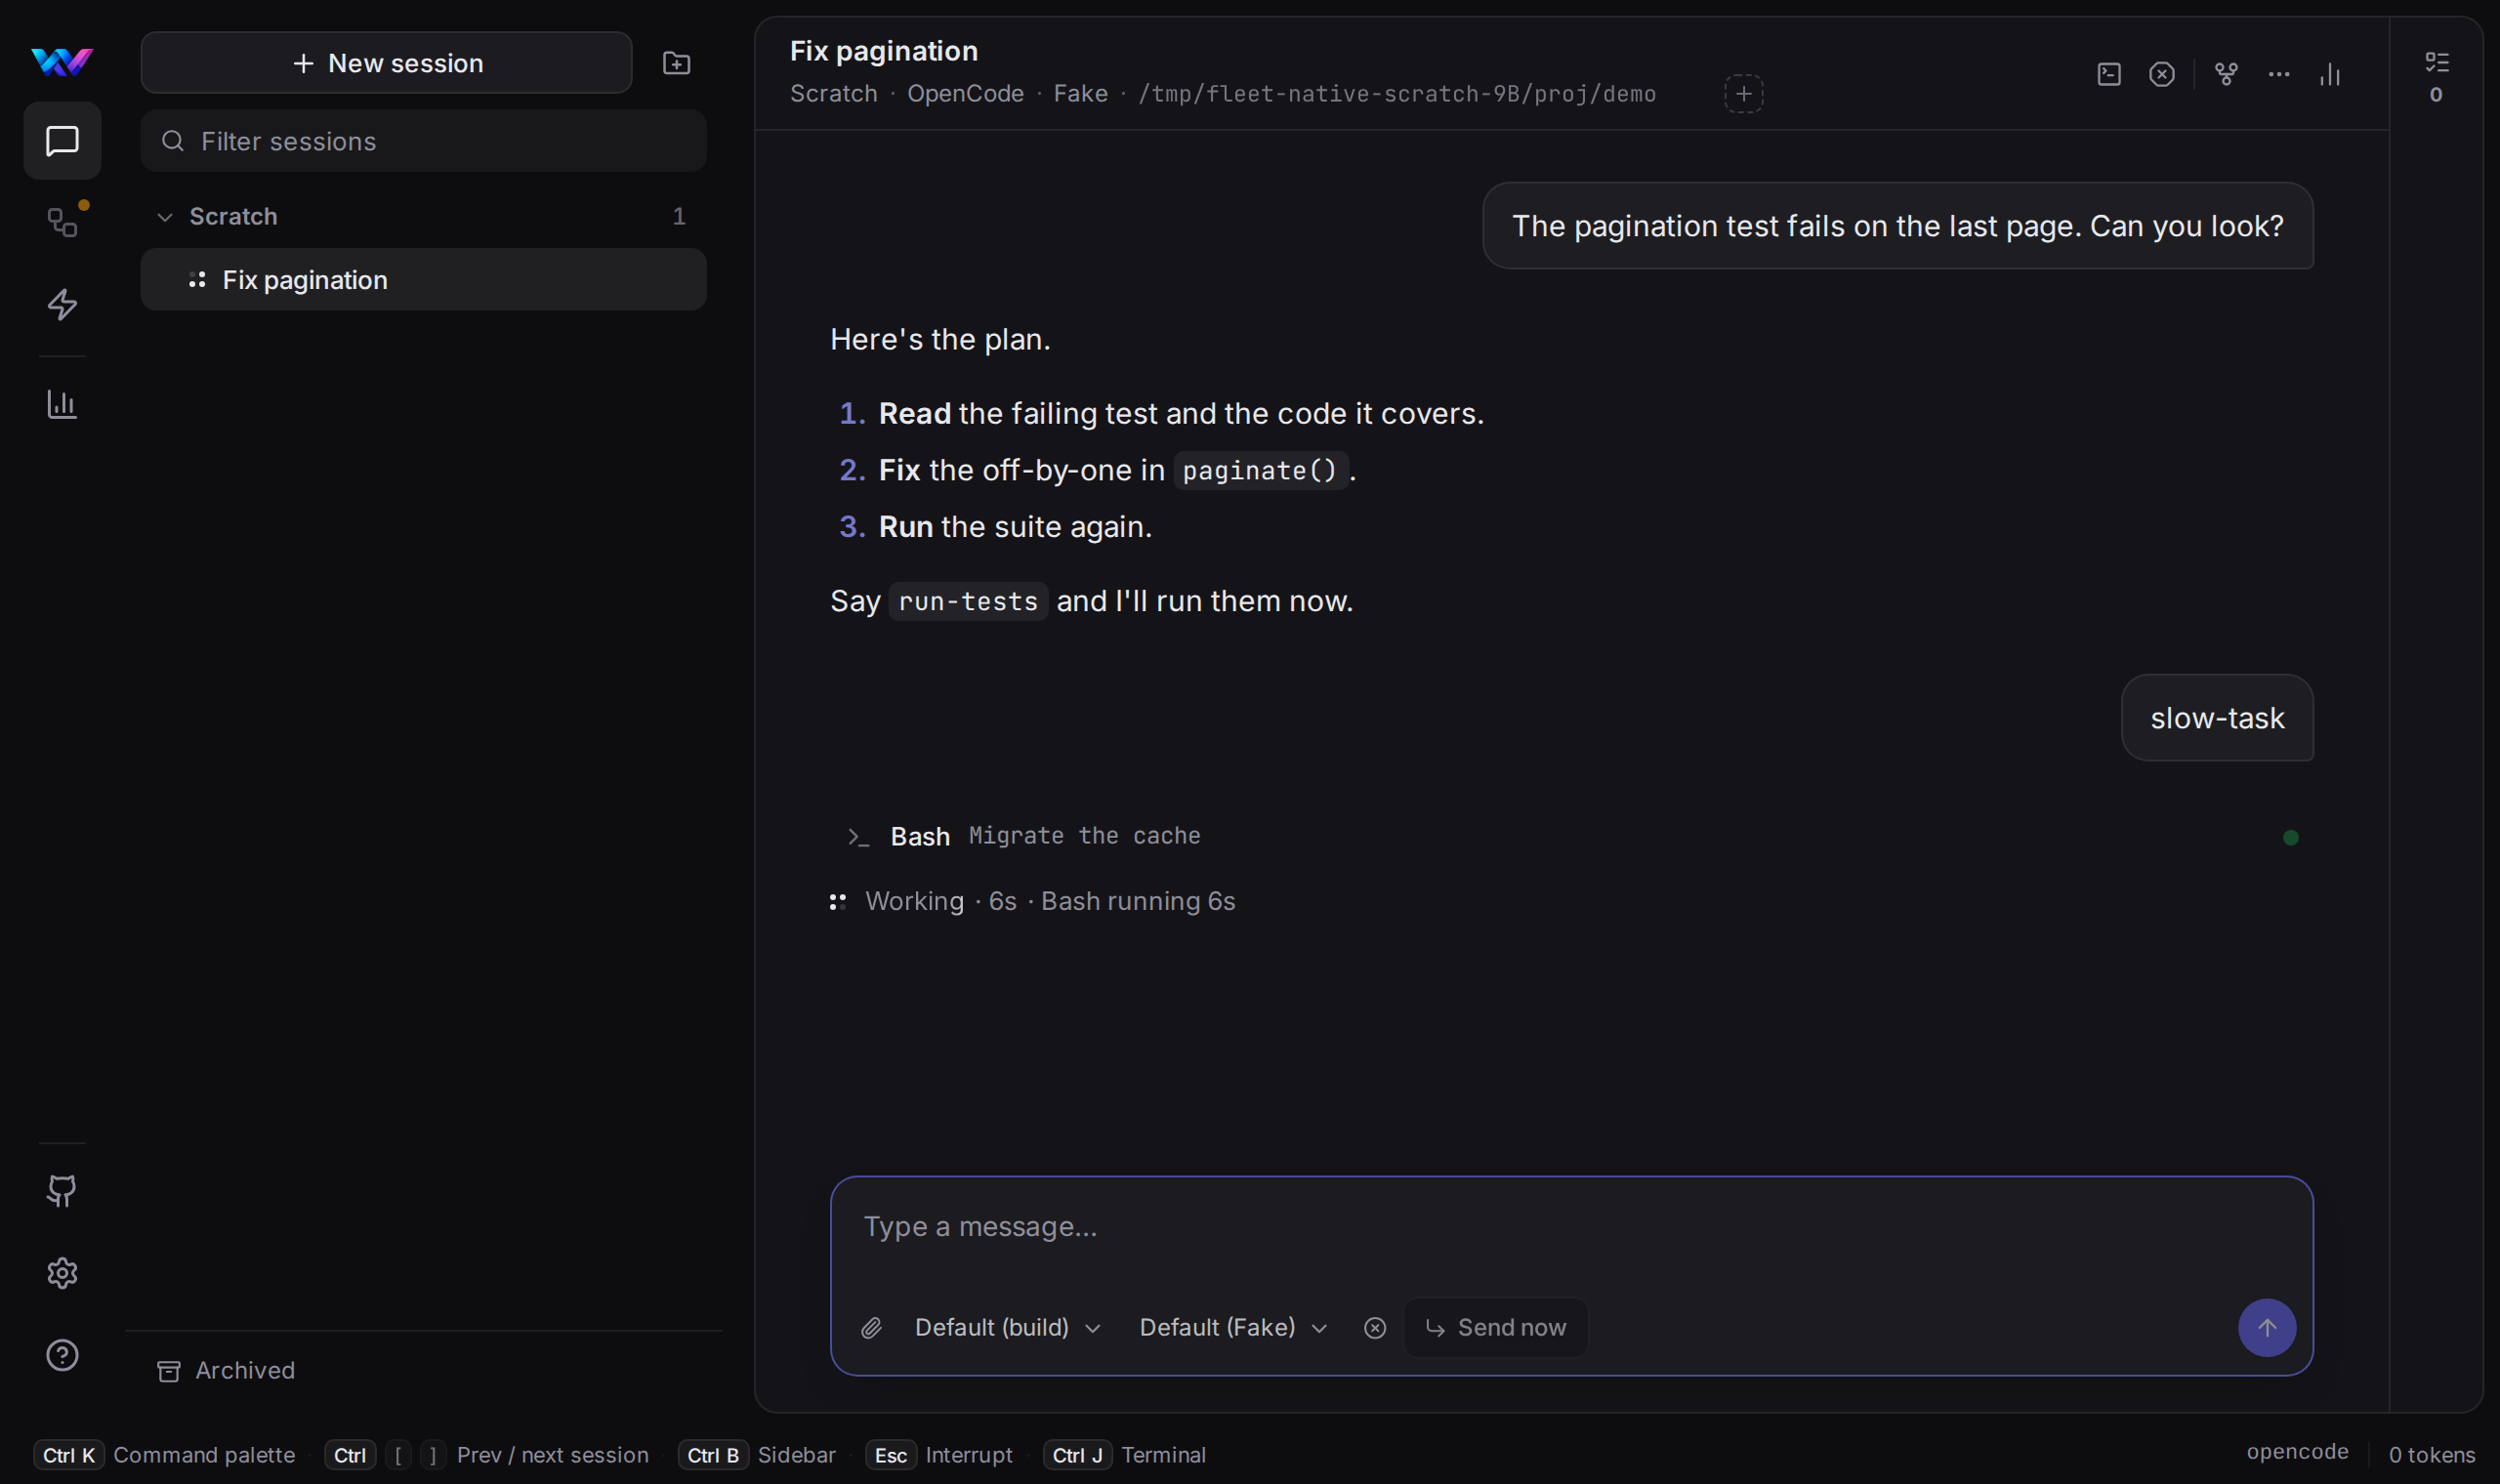 New session
Filter sessions
Scratch 1
Fix pagination
Archived
Fix pagination
Scratch · OpenCode · Fake · /tmp/fleet-native-scratch-9B/proj/demo
0
The pagination test fails on the last page. Can you look?
Here's the plan.
1. Read the failing test and the code it covers.
2. Fix the off-by-one in paginate().
3. Run the suite again.
Say run-tests and I'll run them now.
slow-task
Bash Migrate the cache
Working · 6s · Bash running 6s
Type a message...
Default (build) Default (Fake) Send now
Ctrl K Command palette · Ctrl [ ] Prev / next session · Ctrl B Sidebar · Esc Interrupt · Ctrl J Terminal opencode 0 tokens